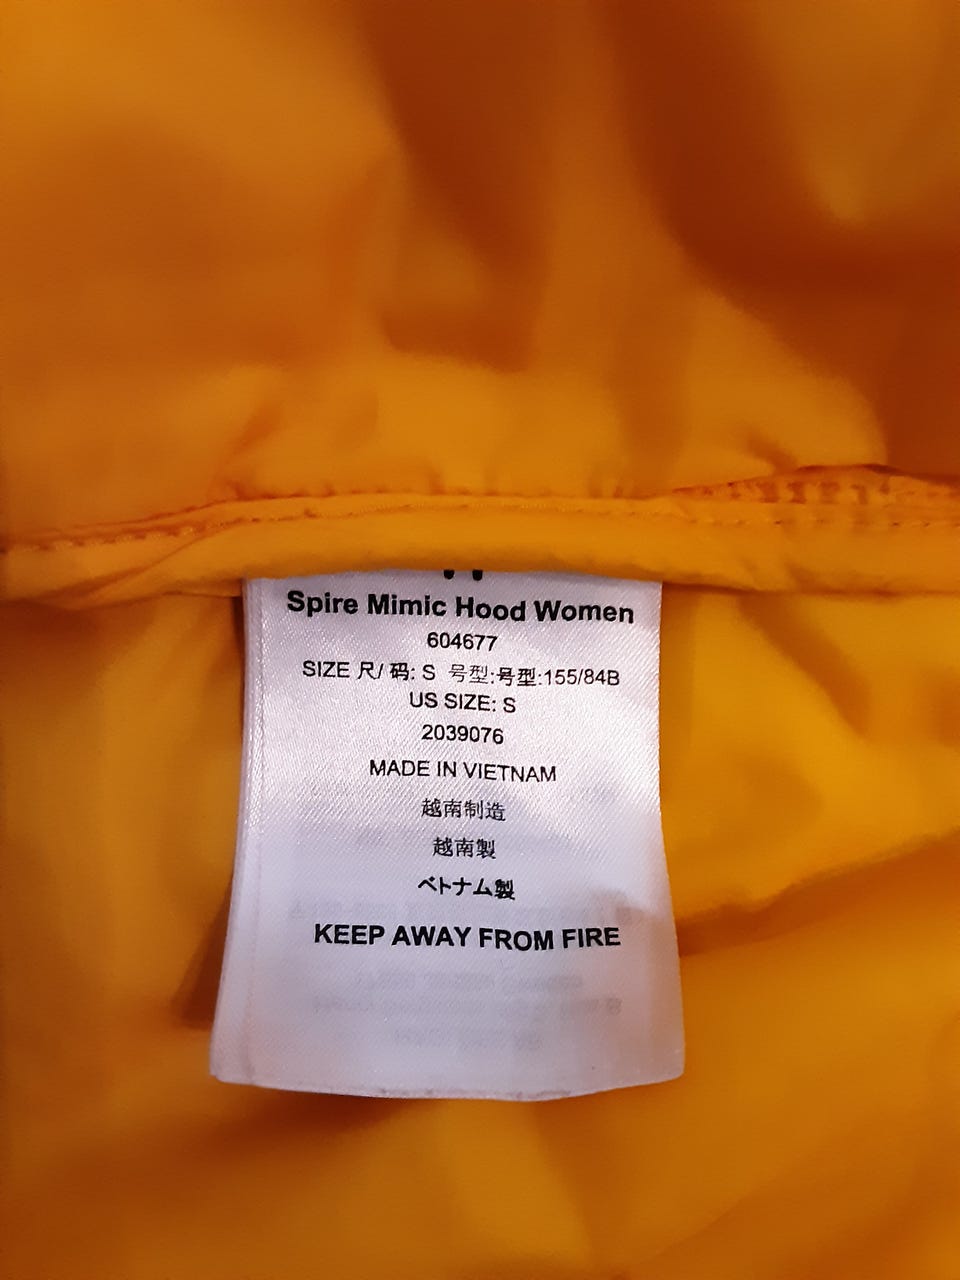 Spire Mimic Hood Women
604677
SIZE 尺/ 码: S 号型:号型:155/84B
US SIZE: S
2039076
MADE IN VIETNAM
越南制造
越南製
ベトナム製
KEEP AWAY FROM FIRE